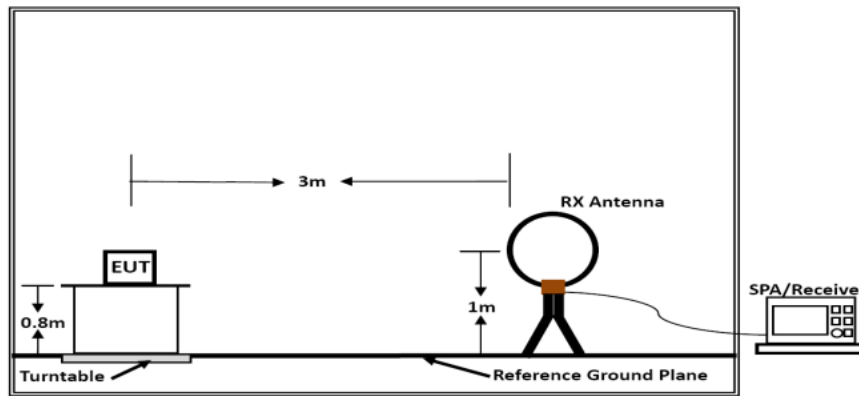 3m
RX Antenna
EUT
SPA/Receive
0.8m
1m
Turntable
Reference Ground Plane